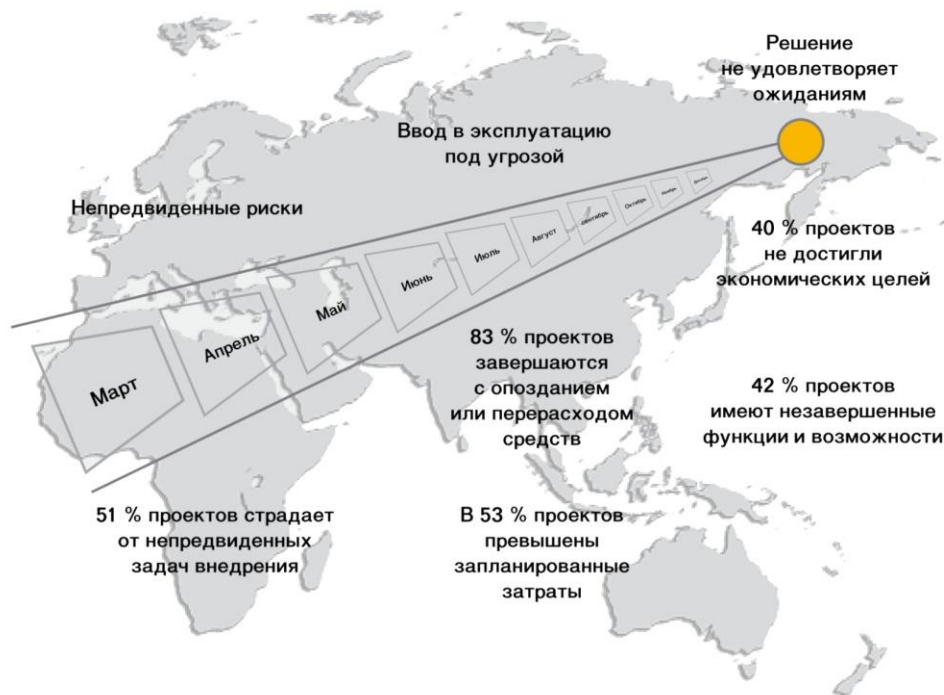 Решение
не удовлетворяет
ожиданиям
Ввод в эксплуатацию
под угрозой
Непредвиденные риски
Март
Апрель
Май
Июнь
Июль
Август
Сентябрь
Октябрь
Ноябрь
Декабрь
40 % проектов
не достигли
экономических целей
83 % проектов
завершаются
с опозданием
или перерасходом
средств
42 % проектов
имеют незавершенные
функции и возможности
51 % проектов страдает
от непредвиденных
задач внедрения
В 53 % проектов
превышены
запланированные
затраты